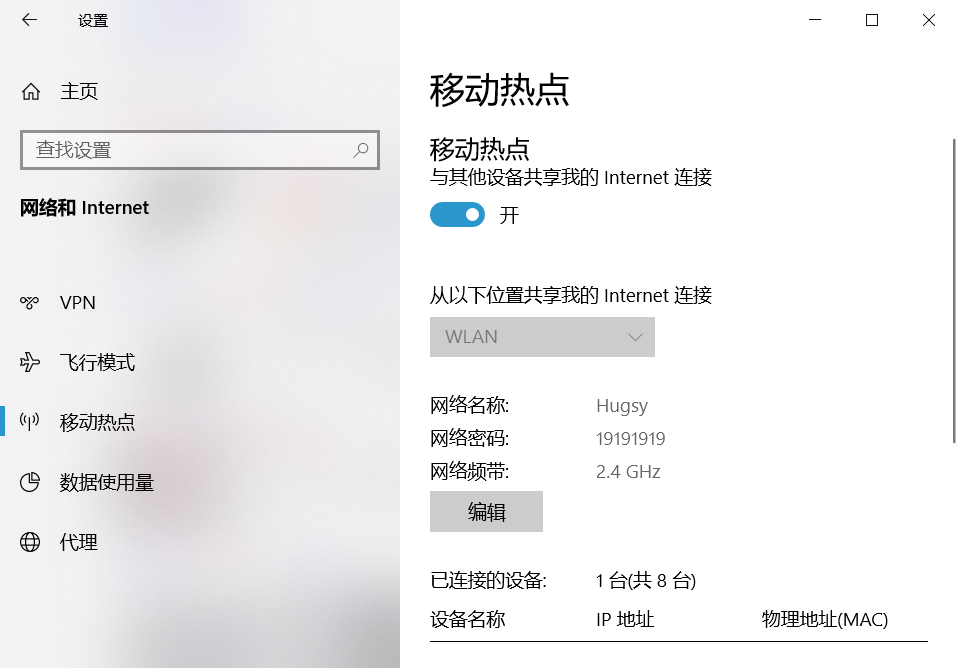 设置
主页
查找设置
网络和 Internet
VPN
飞行模式
移动热点
数据使用量
代理
移动热点
移动热点
与其他设备共享我的 Internet 连接
开
从以下位置共享我的 Internet 连接
WLAN
网络名称: Hugsy
网络密码: 19191919
网络频带: 2.4 GHz
编辑
已连接的设备: 1 台(共 8 台)
设备名称 IP 地址 物理地址(MAC)